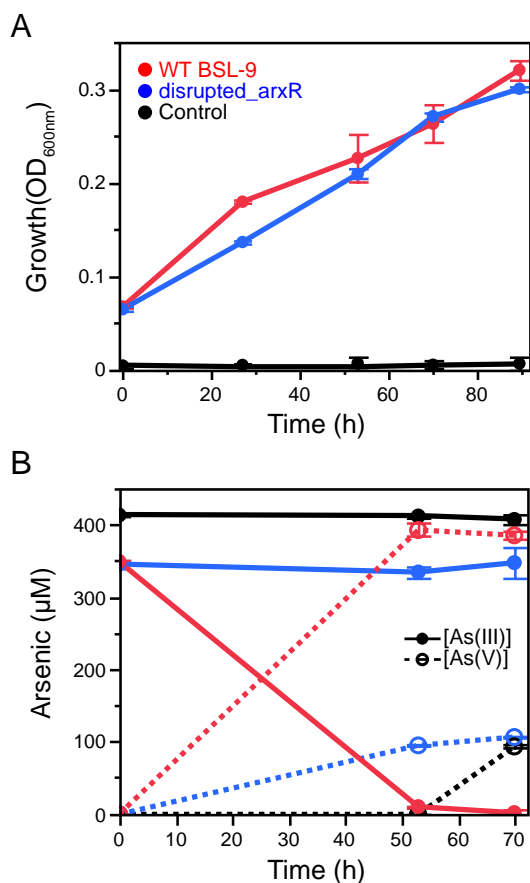 A
WT BSL-9
disrupted_arxR
Control
Growth(OD600nm)
0.3
0.2
0.1
0
0 20 40 60 80
Time (h)
B
Arsenic (µM)
400
300
200
100
0
[As(III)]
[As(V)]
0 10 20 30 40 50 60 70
Time (h)